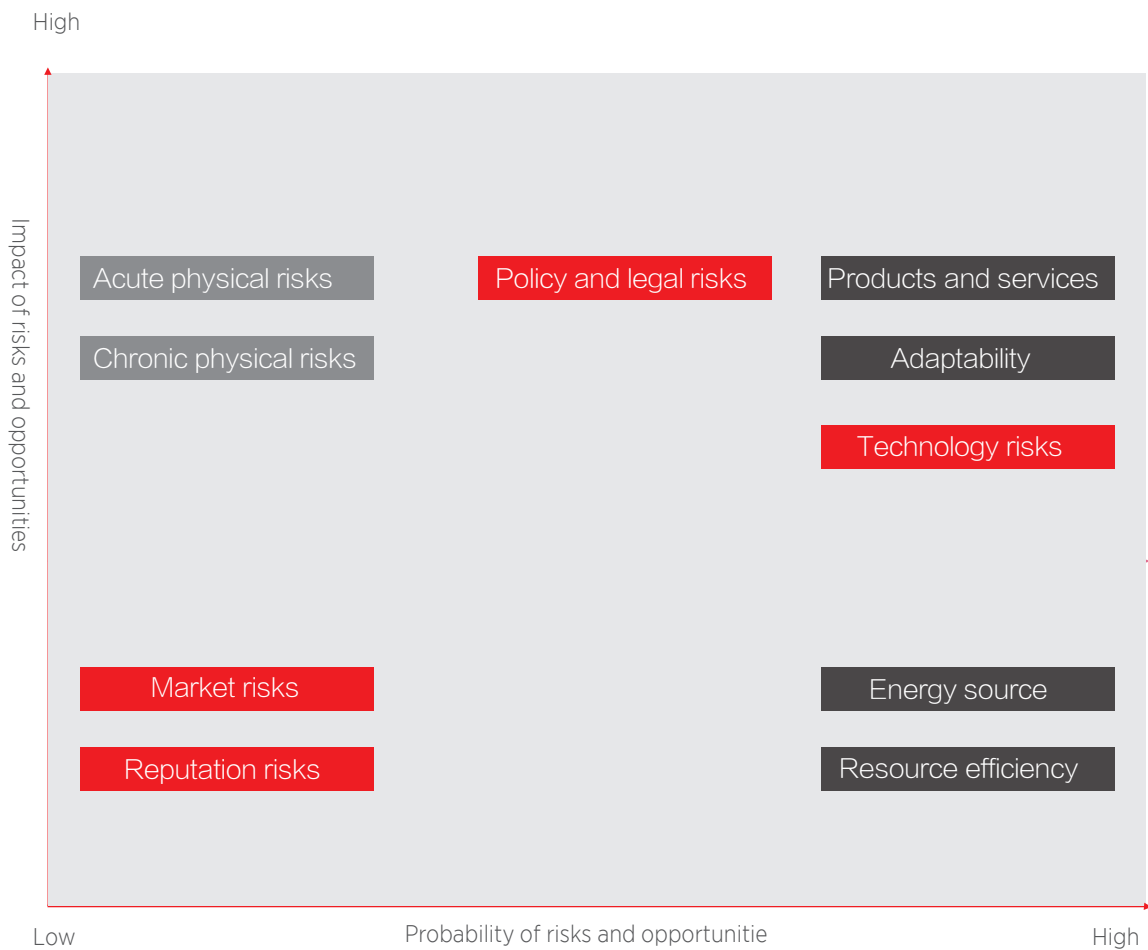 High
Impact of risks and opportunities
Acute physical risks
Policy and legal risks
Products and services
Chronic physical risks
Adaptability
Technology risks
Market risks
Energy source
Reputation risks
Resource efficiency
Low
Probability of risks and opportunitie
High